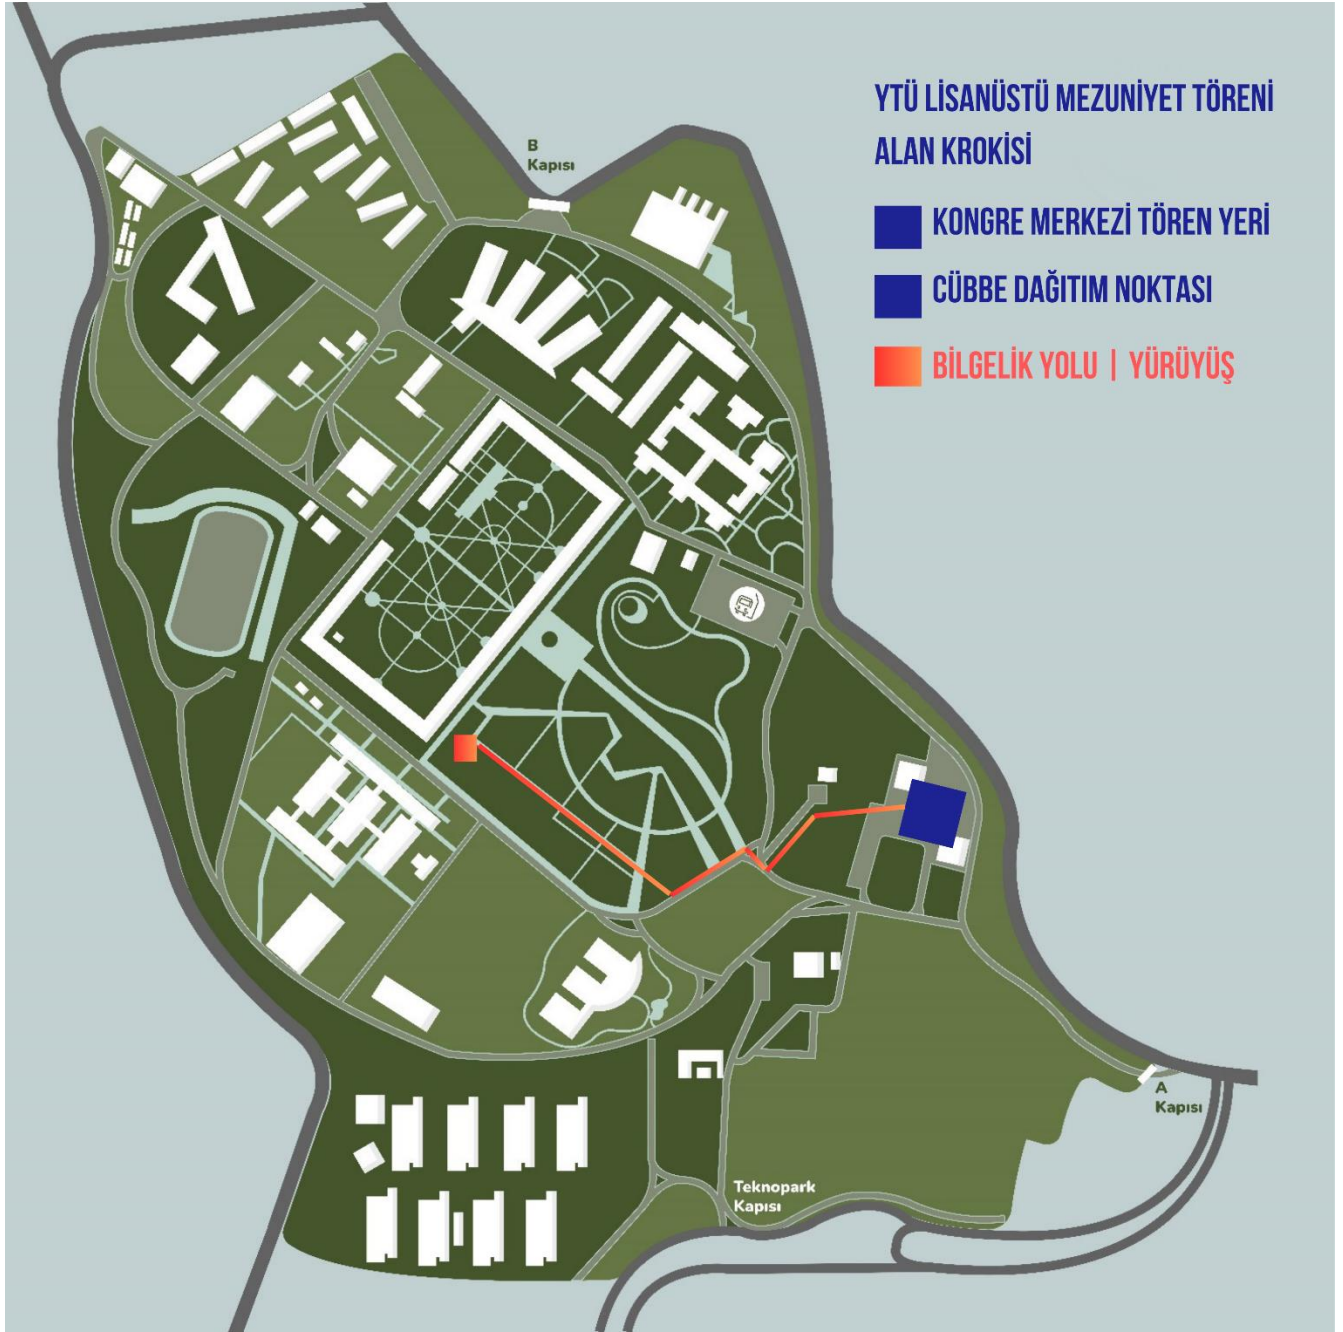 YTÜ LİSANÜSTÜ MEZUNİYET TÖRENİ
ALAN KROKİSİ
KONGRE MERKEZİ TÖREN YERİ
CÜBBE DAĞITIM NOKTASI
BİLGELİK YOLU | YÜRÜYÜŞ
B
Kapısı
A
Kapısı
Teknopark
Kapısı